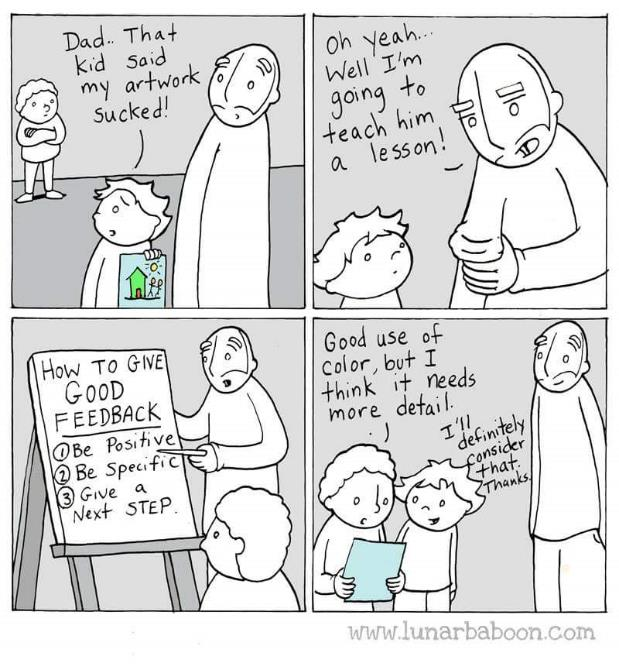 Dad.. That
kid said
my artwork
Sucked!
Oh yeah...
Well I'm
going to
teach him
a lesson!
HOW TO GIVE
GOOD
FEEDBACK
① Be Positive
② Be Specific
③ Give a
Next STEP.
Good use of
color, but I
think it needs
more detail.
I'll
definitely
consider
that.
Thanks.
www.lunarbaboon.com